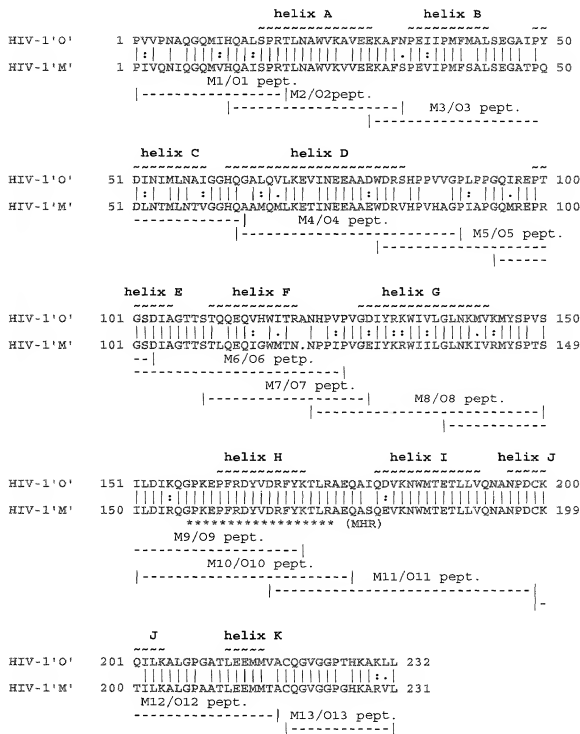 helix A helix B
HIV-1'O' 1 PVVPNAQGQMIHQALSPRTLNAWVKAVEEKAFNPEIIPMFMALSEGAIPY 50
HIV-1'M' 1 PIVQNIQGQMVHQAISPRTLNAWVKVVEEKAFSPEVIPMFSALSEGATPQ 50
M1/O1 pept. M2/O2pept.
M3/O3 pept.
helix C helix D
HIV-1'O' 51 DINIMLNAIGGHQGALQVLKEVINEEAADWDRSHPPVVGPLPPGQIREPT 100
HIV-1'M' 51 DLNTMLNTVGGHQAAMQMLKETINEEAAEWDRVHPVHAGPIAPGQMREPR 100
M4/O4 pept.
M5/O5 pept.
helix E helix F helix G
HIV-1'O' 101 GSDIAGTTSTQQEQVHWITRANHPVPVGDIYRKWIVLGLNKMVKMYSPVS 150
HIV-1'M' 101 GSDIAGTTSTLQEQIGWMTN.NPPIPVGEIYKRWIILGLNKIVRMYSPTS 149
M6/O6 petp.
M7/O7 pept.
M8/O8 pept.
helix H helix I helix J
HIV-1'O' 151 ILDIKQGPKEPFRDYVDRFYKTLRAEQAIQDVKNWMTETLLVQNANPDCK 200
HIV-1'M' 150 ILDIRQGPKEPFRDYVDRFYKTLRAEQASQEVKNWMTETLLVQNANPDCK 199
******************* (MHR)
M9/O9 pept.
M10/O10 pept.
M11/O11 pept.
J helix K
HIV-1'O' 201 QILKALGPGATLEEMMVACQGVGGPTHKAKLL 232
HIV-1'M' 200 TILKALGPAATLEEMMTACQGVGGPGHKARVL 231
M12/O12 pept.
M13/O13 pept.